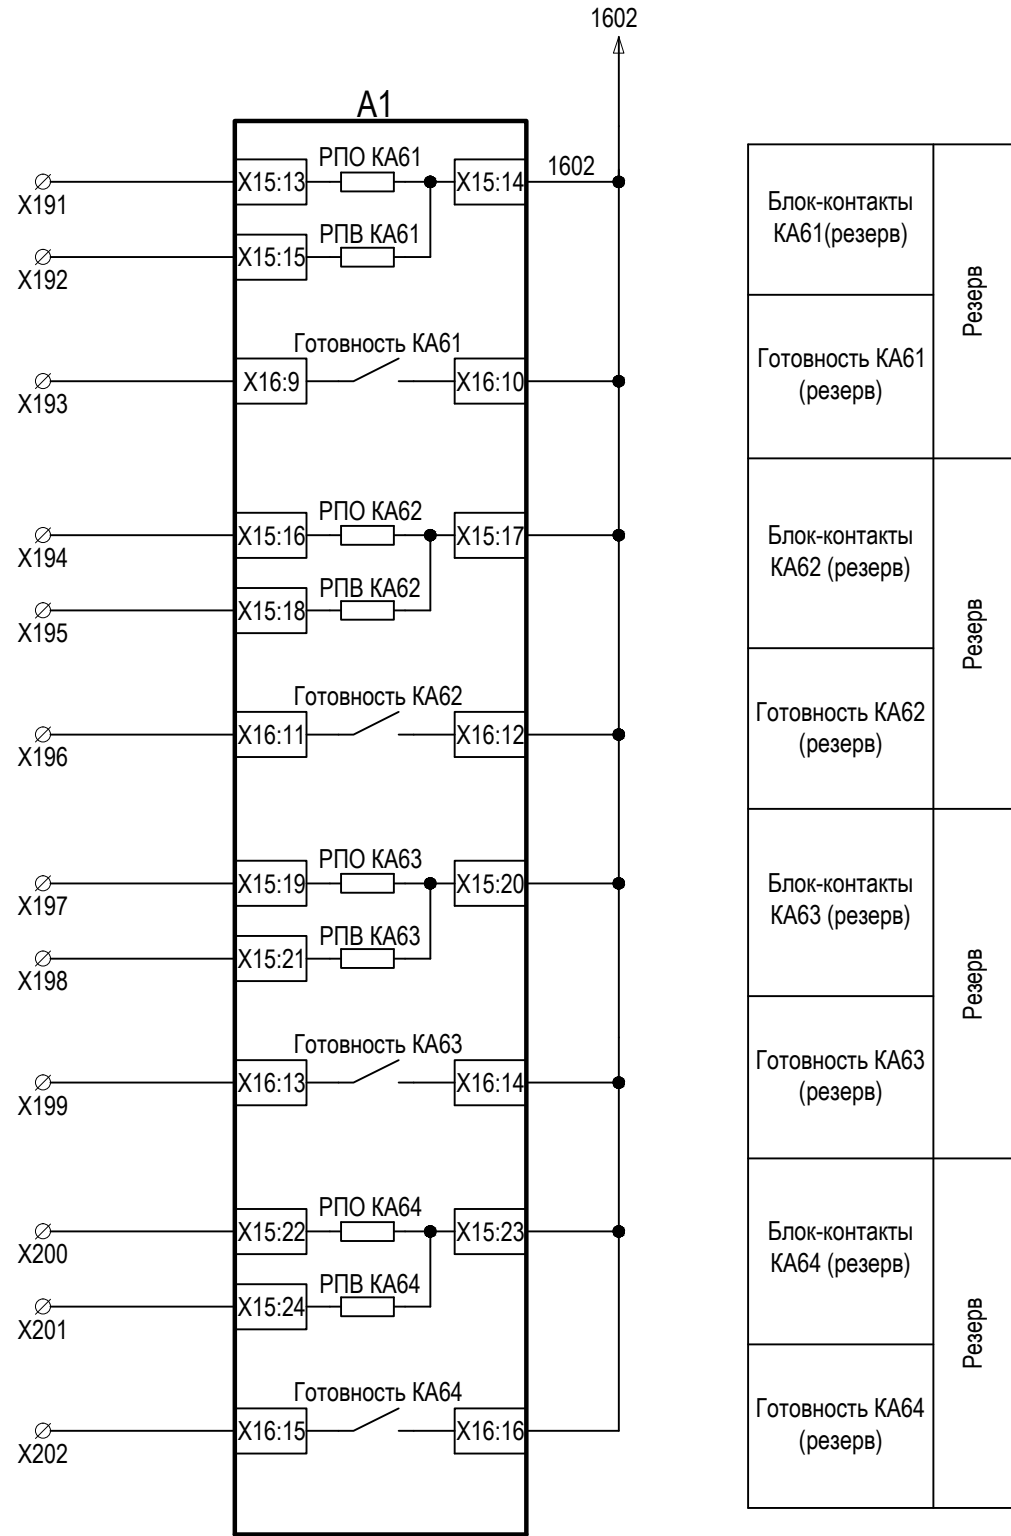 1602
A1
РПО КА61
X15:13
X15:14
1602
X191
РПВ КА61
X15:15
X192
Готовность КА61
X16:9
X16:10
X193
РПО КА62
X15:16
X15:17
X194
РПВ КА62
X15:18
X195
Готовность КА62
X16:11
X16:12
X196
РПО КА63
X15:19
X15:20
X197
РПВ КА63
X15:21
X198
Готовность КА63
X16:13
X16:14
X199
РПО КА64
X15:22
X15:23
X200
РПВ КА64
X15:24
X201
Готовность КА64
X16:15
X16:16
X202
Блок-контакты
КА61(резерв)
Готовность КА61
(резерв)
Резерв
Блок-контакты
КА62 (резерв)
Готовность КА62
(резерв)
Резерв
Блок-контакты
КА63 (резерв)
Готовность КА63
(резерв)
Резерв
Блок-контакты
КА64 (резерв)
Готовность КА64
(резерв)
Резерв